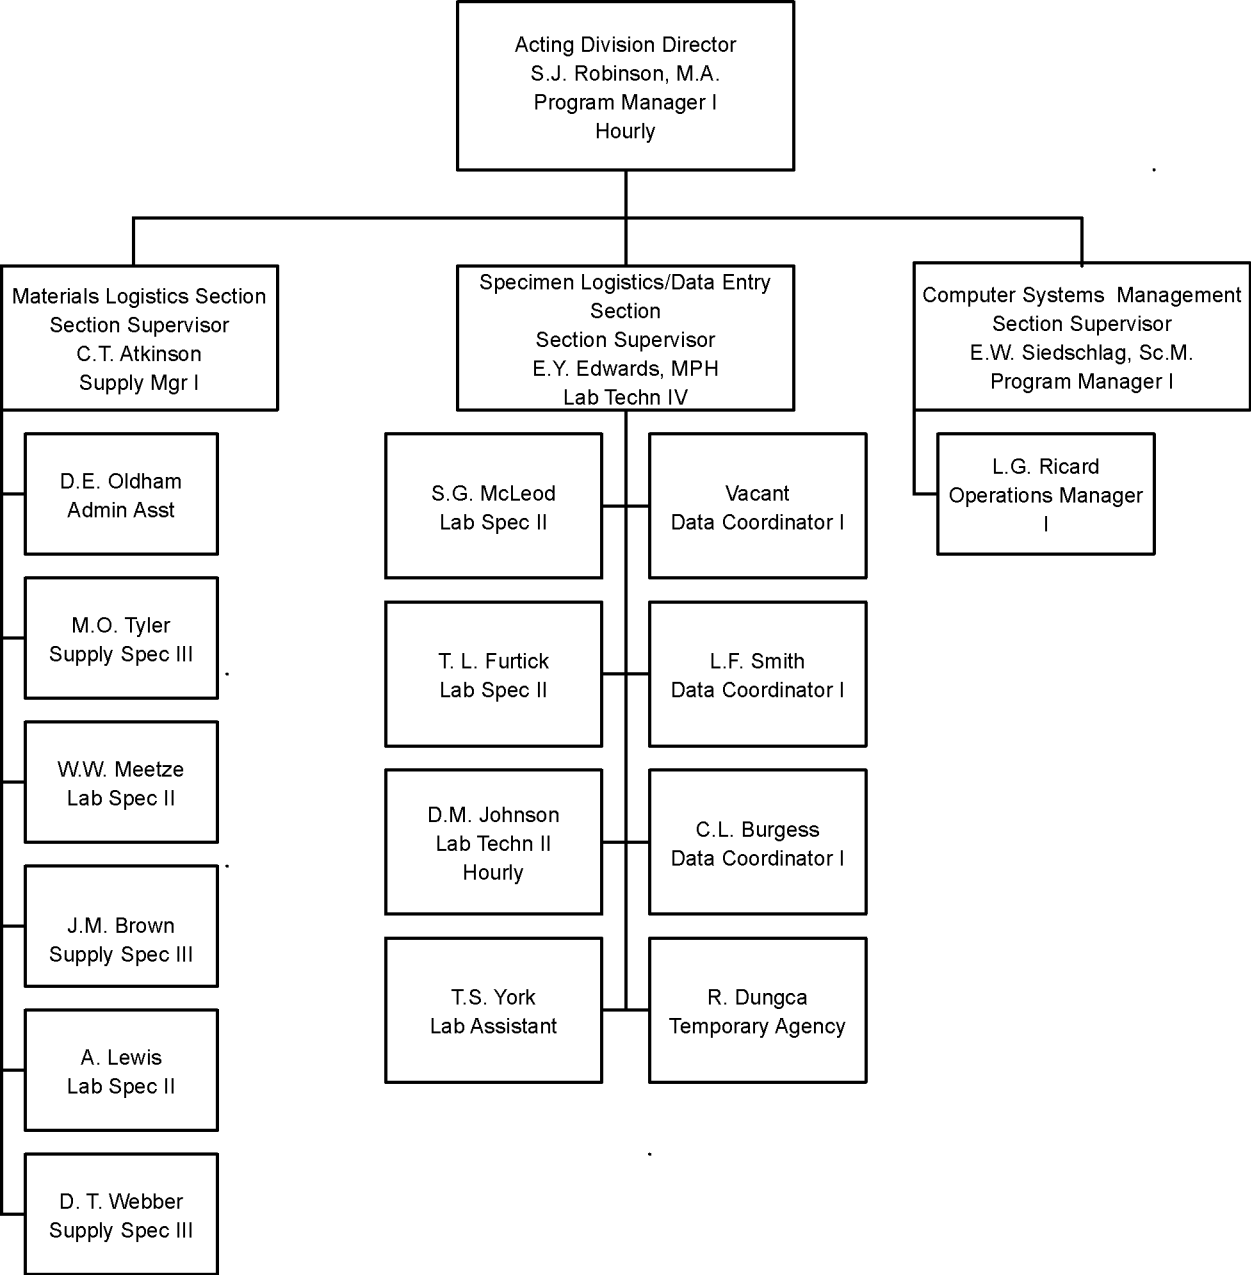 Acting Division Director
S.J. Robinson, M.A.
Program Manager I
Hourly
Materials Logistics Section
Section Supervisor
C.T. Atkinson
Supply Mgr I
Specimen Logistics/Data Entry
Section
Section Supervisor
E.Y. Edwards, MPH
Lab Techn IV
Computer Systems Management
Section Supervisor
E.W. Siedschlag, Sc.M.
Program Manager I
D.E. Oldham
Admin Asst
M.O. Tyler
Supply Spec III
W.W. Meetze
Lab Spec II
J.M. Brown
Supply Spec III
A. Lewis
Lab Spec II
D. T. Webber
Supply Spec III
S.G. McLeod
Lab Spec II
Vacant
Data Coordinator I
T. L. Furtick
Lab Spec II
L.F. Smith
Data Coordinator I
D.M. Johnson
Lab Techn II
Hourly
C.L. Burgess
Data Coordinator I
T.S. York
Lab Assistant
R. Dungca
Temporary Agency
L.G. Ricard
Operations Manager
I